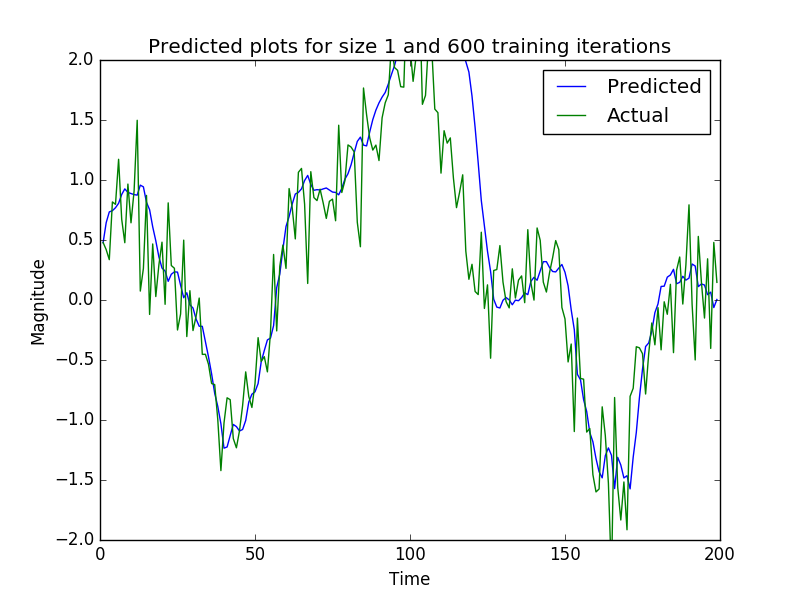 Predicted plots for size 1 and 600 training iterations
Predicted
Actual
2.0
1.5
1.0
0.5
0.0
−0.5
−1.0
−1.5
−2.0
Magnitude
0
50
100
150
200
Time